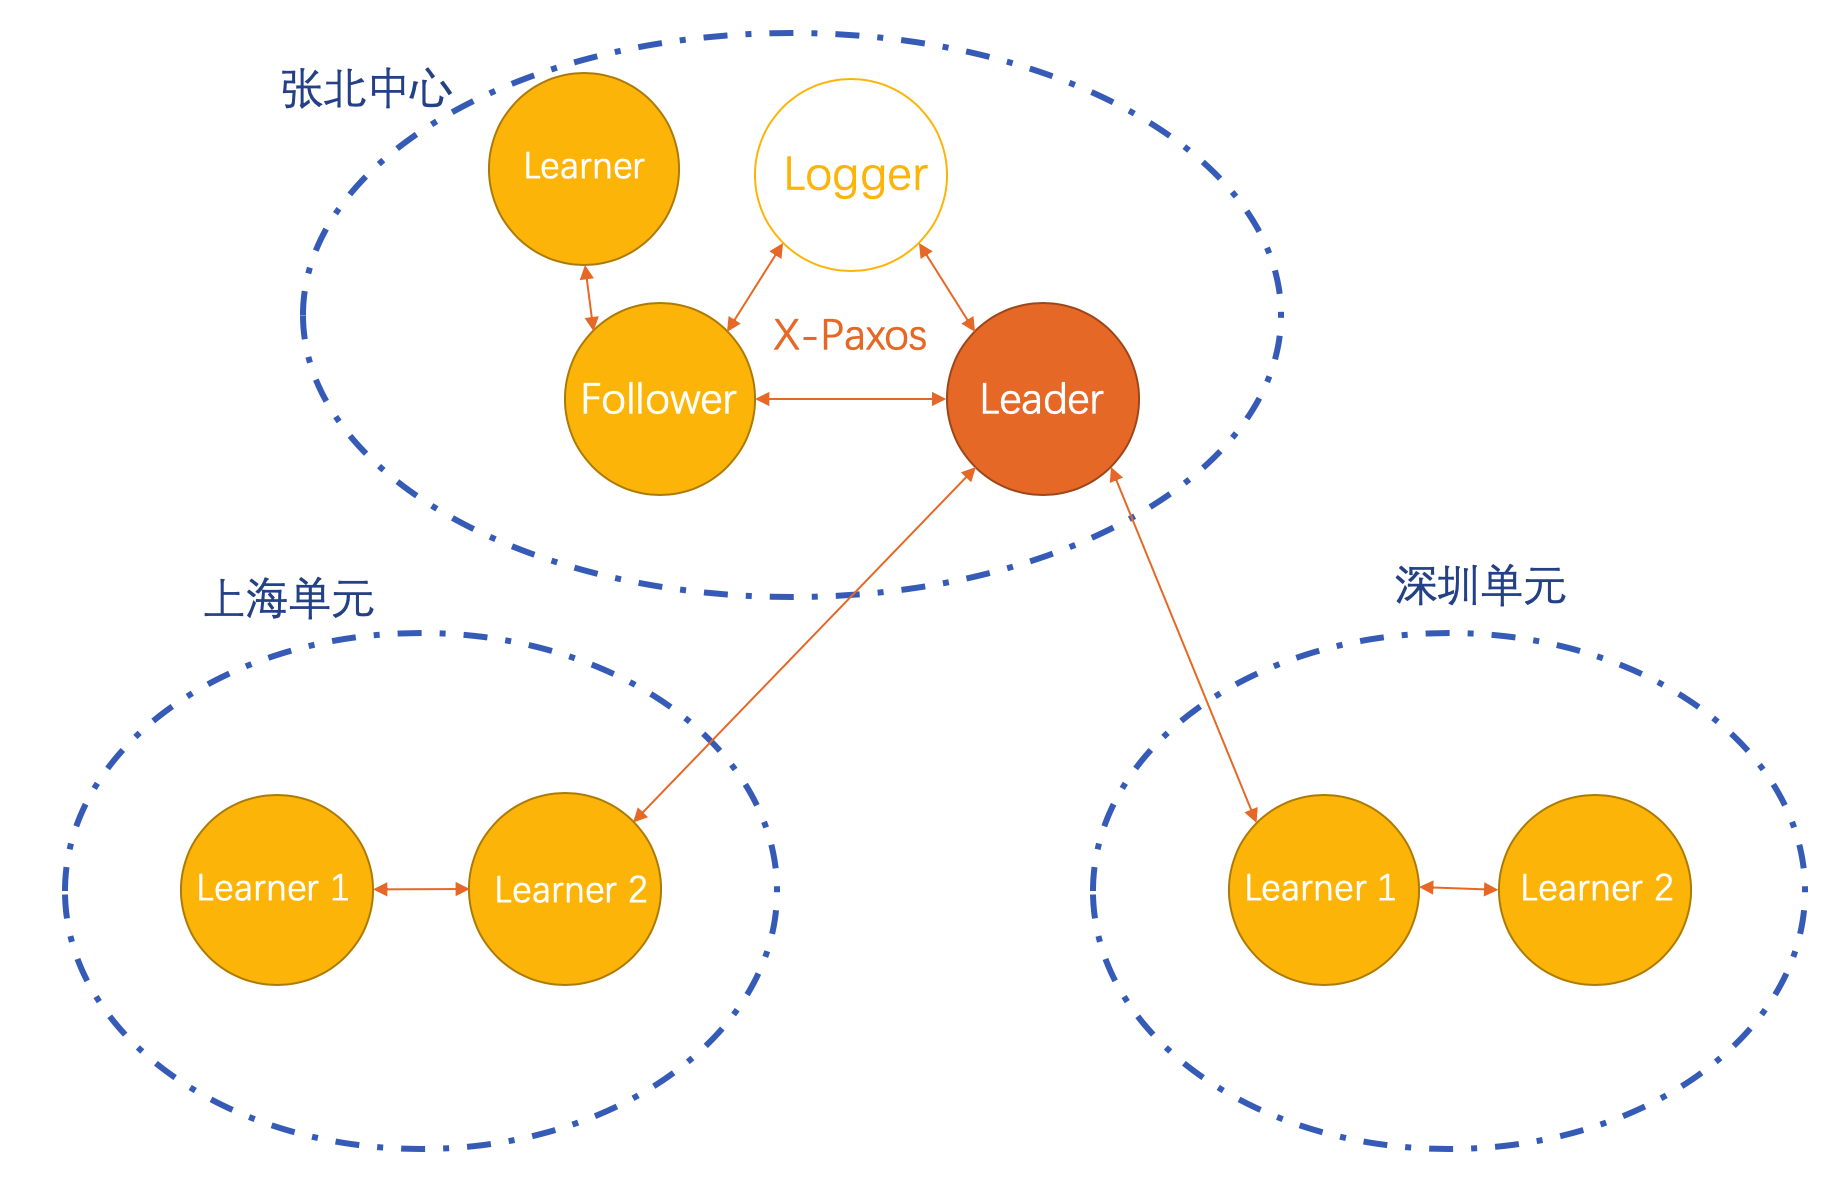 张北中心
Learner
Logger
X-Paxos
Follower
Leader
上海单元
深圳单元
Learner 1
Learner 2
Learner 1
Learner 2